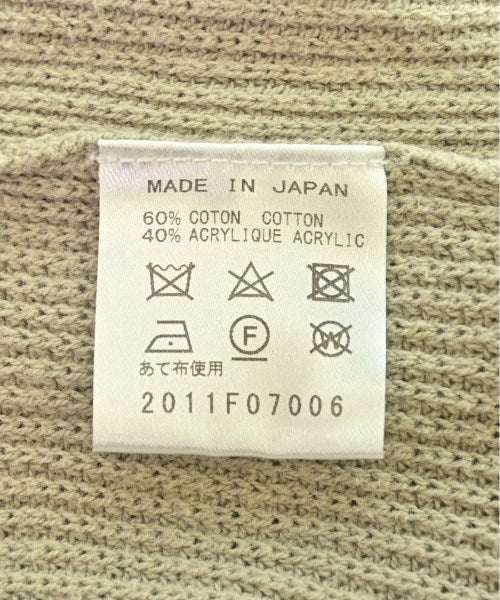 MADE IN JAPAN
60% COTON COTTON
40% ACRYLIQUE ACRYLIC
F W
あて布使用
2011F07006